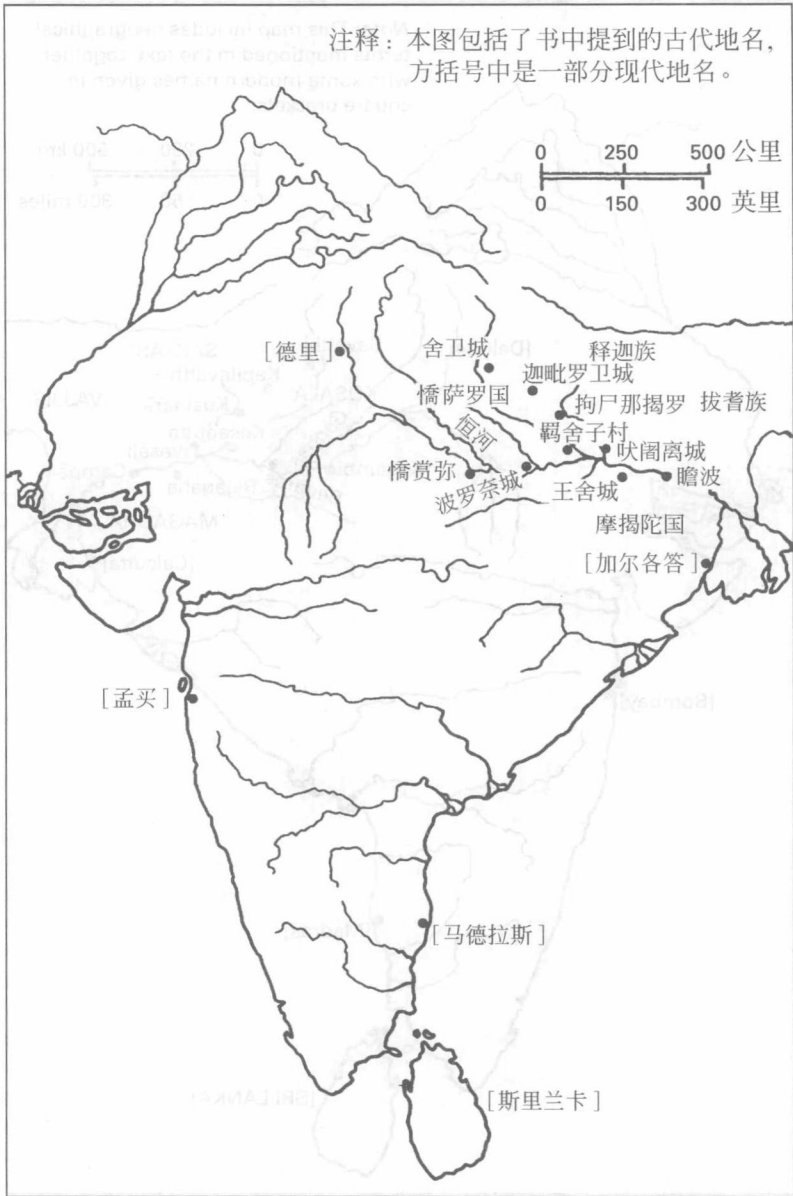 注释：本图包括了书中提到的古代地名，
方括号中是一部分现代地名。
0 250 500 公里
0 150 300 英里
[德里]
舍卫城
释迦族
迦毗罗卫城
憍萨罗国
拘尸那揭罗
拔耆族
恒河
羁舍子村
吠阇离城
憍赏弥
波罗奈城
王舍城
瞻波
摩揭陀国
[加尔各答]
[孟买]
[马德拉斯]
[斯里兰卡]